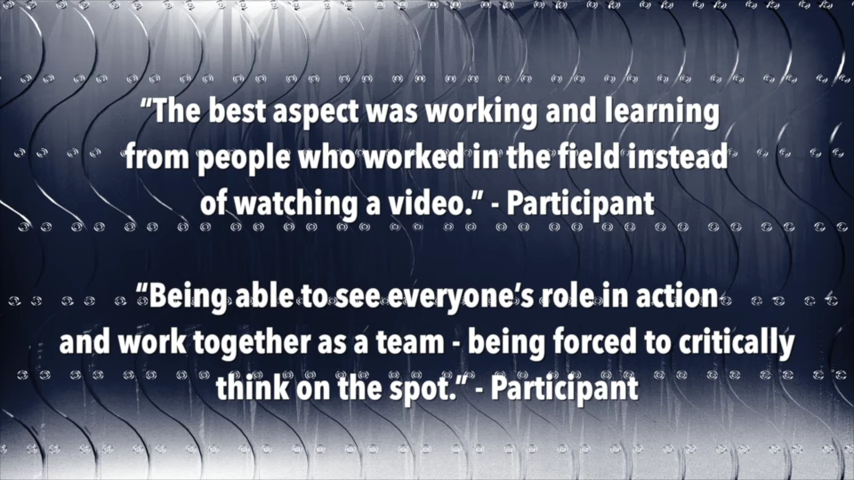 “The best aspect was working and learning
from people who worked in the field instead
of watching a video.” - Participant
“Being able to see everyone’s role in action
and work together as a team - being forced to critically
think on the spot.” - Participant